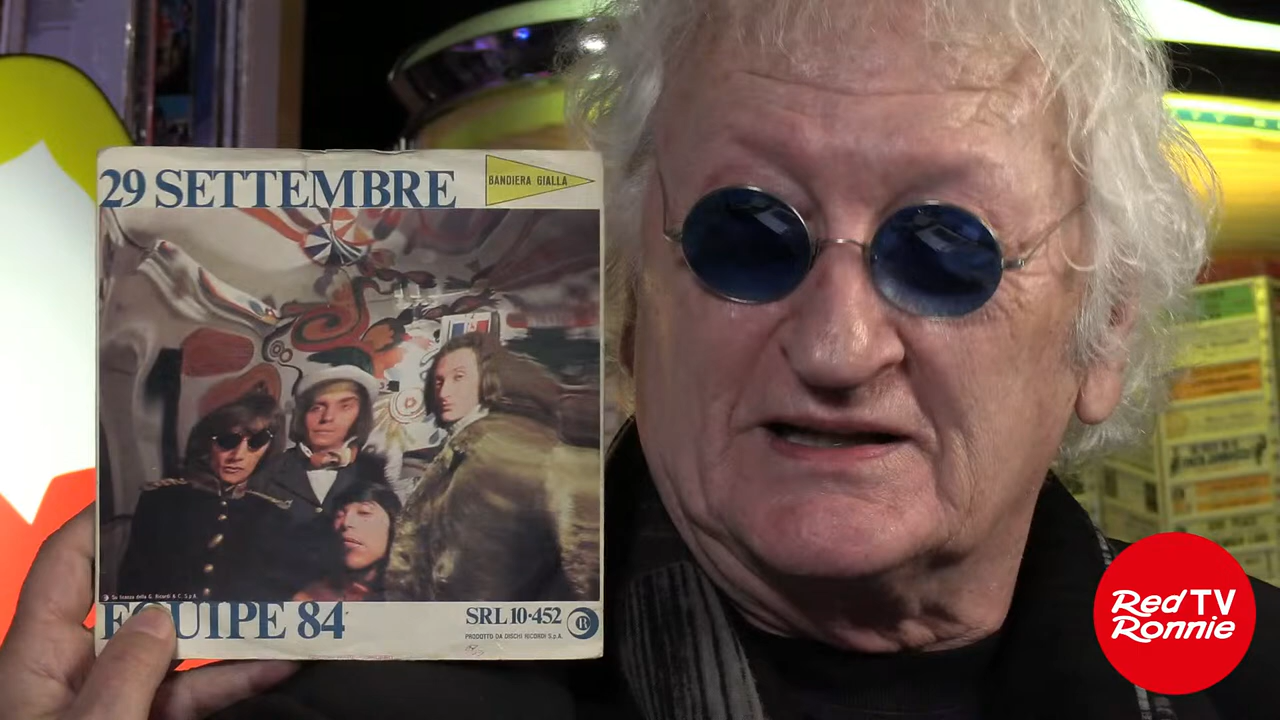 29 SETTEMBRE
BANDIERA GIALLA
EQUIPE 84
SRL 10·452
PRODOTTO DA DISCHI RICORDI S.p.A.
Red TV
Ronnie